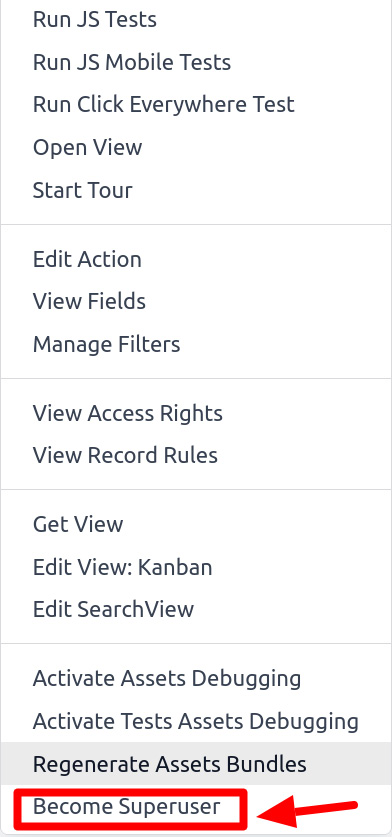 Run JS Tests
Run JS Mobile Tests
Run Click Everywhere Test
Open View
Start Tour
Edit Action
View Fields
Manage Filters
View Access Rights
View Record Rules
Get View
Edit View: Kanban
Edit SearchView
Activate Assets Debugging
Activate Tests Assets Debugging
Regenerate Assets Bundles
Become Superuser